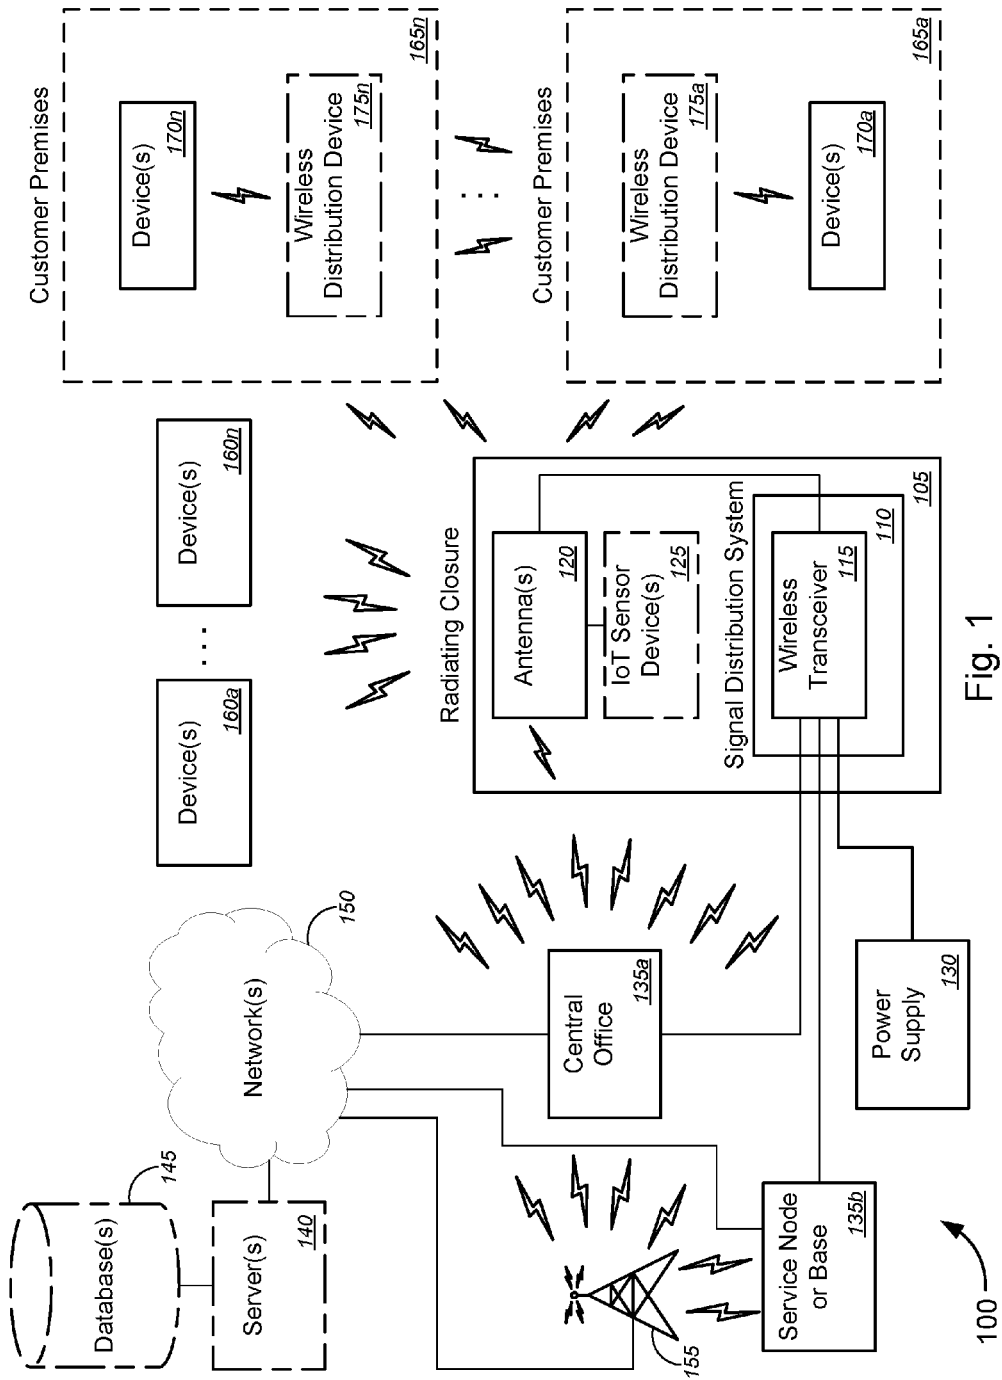 Database(s)
145
Server(s)
140
Network(s)
150
Device(s)
160a
. . .
Device(s)
160n
Customer Premises
Device(s)
170n
Wireless
Distribution Device
175n
165n
. . .
Customer Premises
Wireless
Distribution Device
175a
Device(s)
170a
165a
155
Service Node
or Base
135b
Central
Office
135a
Power
Supply
130
Radiating Closure
Antenna(s)
120
IoT Sensor
Device(s)
125
Signal Distribution System
Wireless
Transceiver
115
110
105
100
Fig. 1